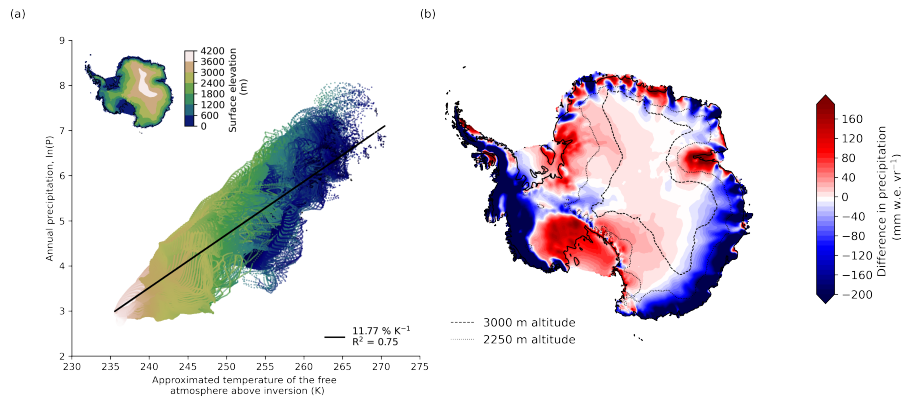 (a)
9
8
7
6
5
4
3
2
Annual precipitation, ln(P)
230
235
240
245
250
255
260
265
270
275
Approximated temperature of the free
atmosphere above inversion (K)
4200
3600
3000
2400
1800
1200
600
0
Surface elevation
(m)
11.77 % K⁻¹
R² = 0.75
(b)
3000 m altitude
2250 m altitude
160
120
80
40
0
−40
−80
−120
−160
−200
Difference in precipitation
(mm w.e. yr⁻¹)